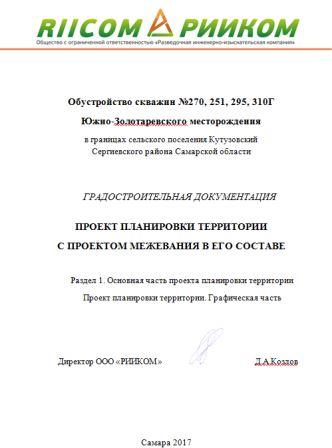 RIICOM РИИКОМ
Общество с ограниченной ответственностью «Разведочная инженерно-изыскательская компания»
Обустройство скважин №270, 251, 295, 310Г
Южно-Золотаревского месторождения
в границах сельского поселения Кутузовский
Сергиевского района Самарской области
ГРАДОСТРОИТЕЛЬНАЯ ДОКУМЕНТАЦИЯ
ПРОЕКТ ПЛАНИРОВКИ ТЕРРИТОРИИ
С ПРОЕКТОМ МЕЖЕВАНИЯ В ЕГО СОСТАВЕ
Раздел 1. Основная часть проекта планировки территории
Проект планировки территории. Графическая часть
Директор ООО «РИИКОМ» Д.А.Козлов
Самара 2017